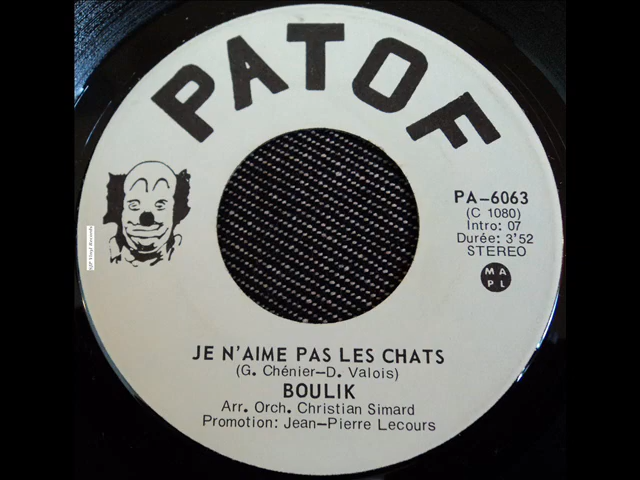 PATOF
PA-6063
(C 1080)
Intro: 07
Durée: 3'52
STEREO
M A
P L
JE N'AIME PAS LES CHATS
(G. Chénier-D. Valois)
BOULIK
Arr. Orch. Christian Simard
Promotion: Jean-Pierre Lecours